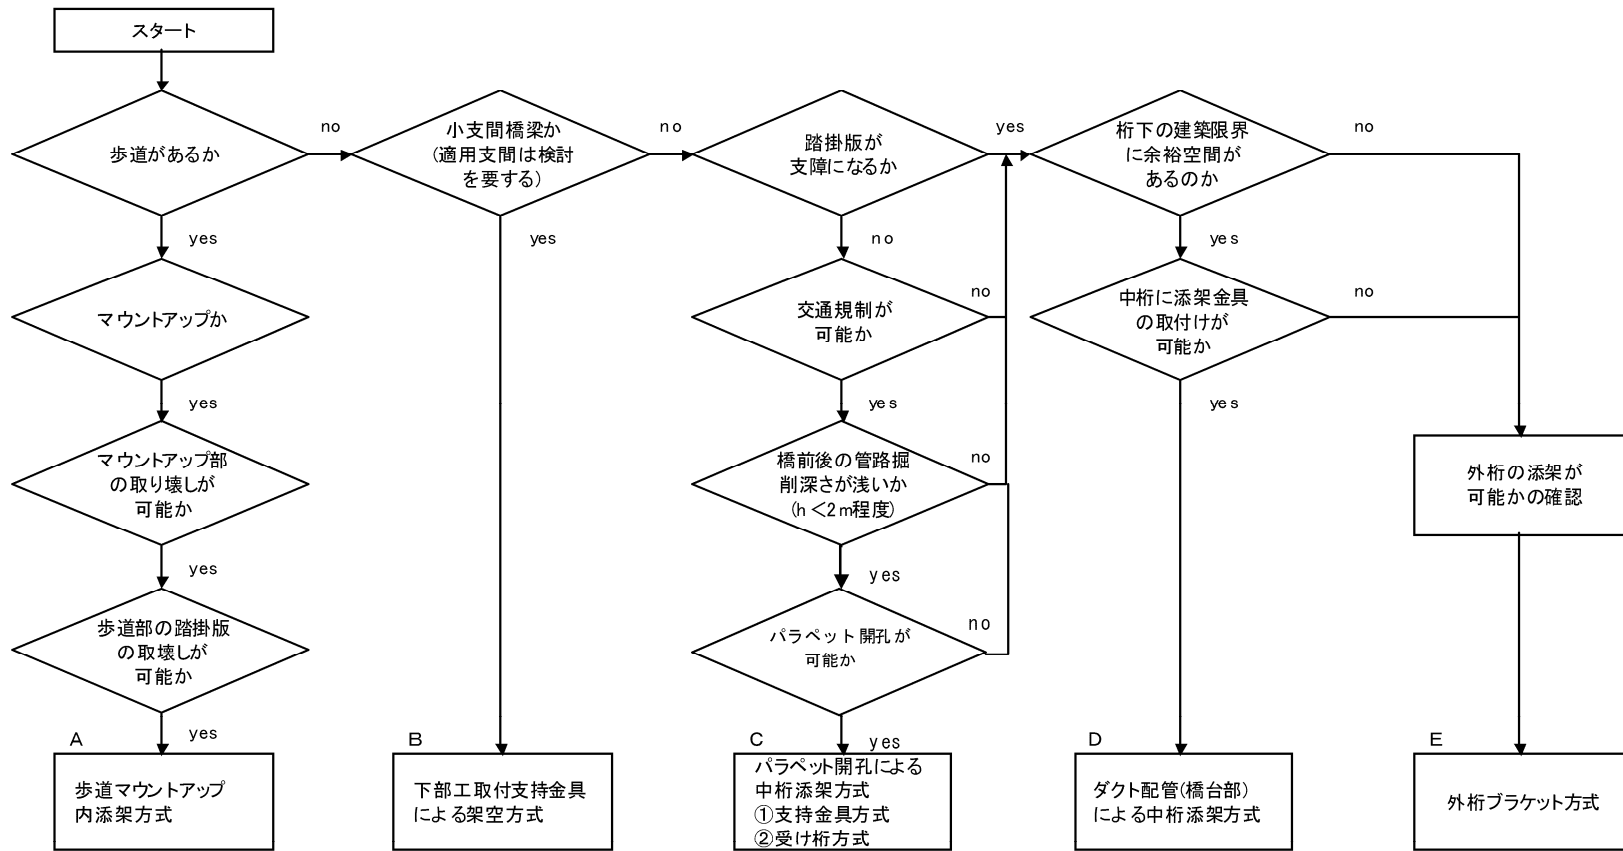 スタート
歩道があるか
no
小支間橋梁か
(適用支間は検討
を要する)
no
踏掛版が
支障になるか
yes
桁下の建築限界
に余裕空間が
あるのか
no
yes
yes
no
yes
マウントアップか
交通規制が
可能か
no
中桁に添架金具
の取付けが
可能か
no
yes
yes
yes
マウントアップ部
の取り壊しが
可能か
橋前後の管路掘
削深さが浅いか
(h<2m程度)
no
外桁の添架が
可能かの確認
yes
yes
歩道部の踏掛版
の取壊しが
可能か
パラペット開孔が
可能か
no
yes
yes
A
歩道マウントアップ
内添架方式
B
下部工取付支持金具
による架空方式
C
パラペット開孔による
中桁添架方式
①支持金具方式
②受け桁方式
D
ダクト配管(橋台部)
による中桁添架方式
E
外桁ブラケット方式